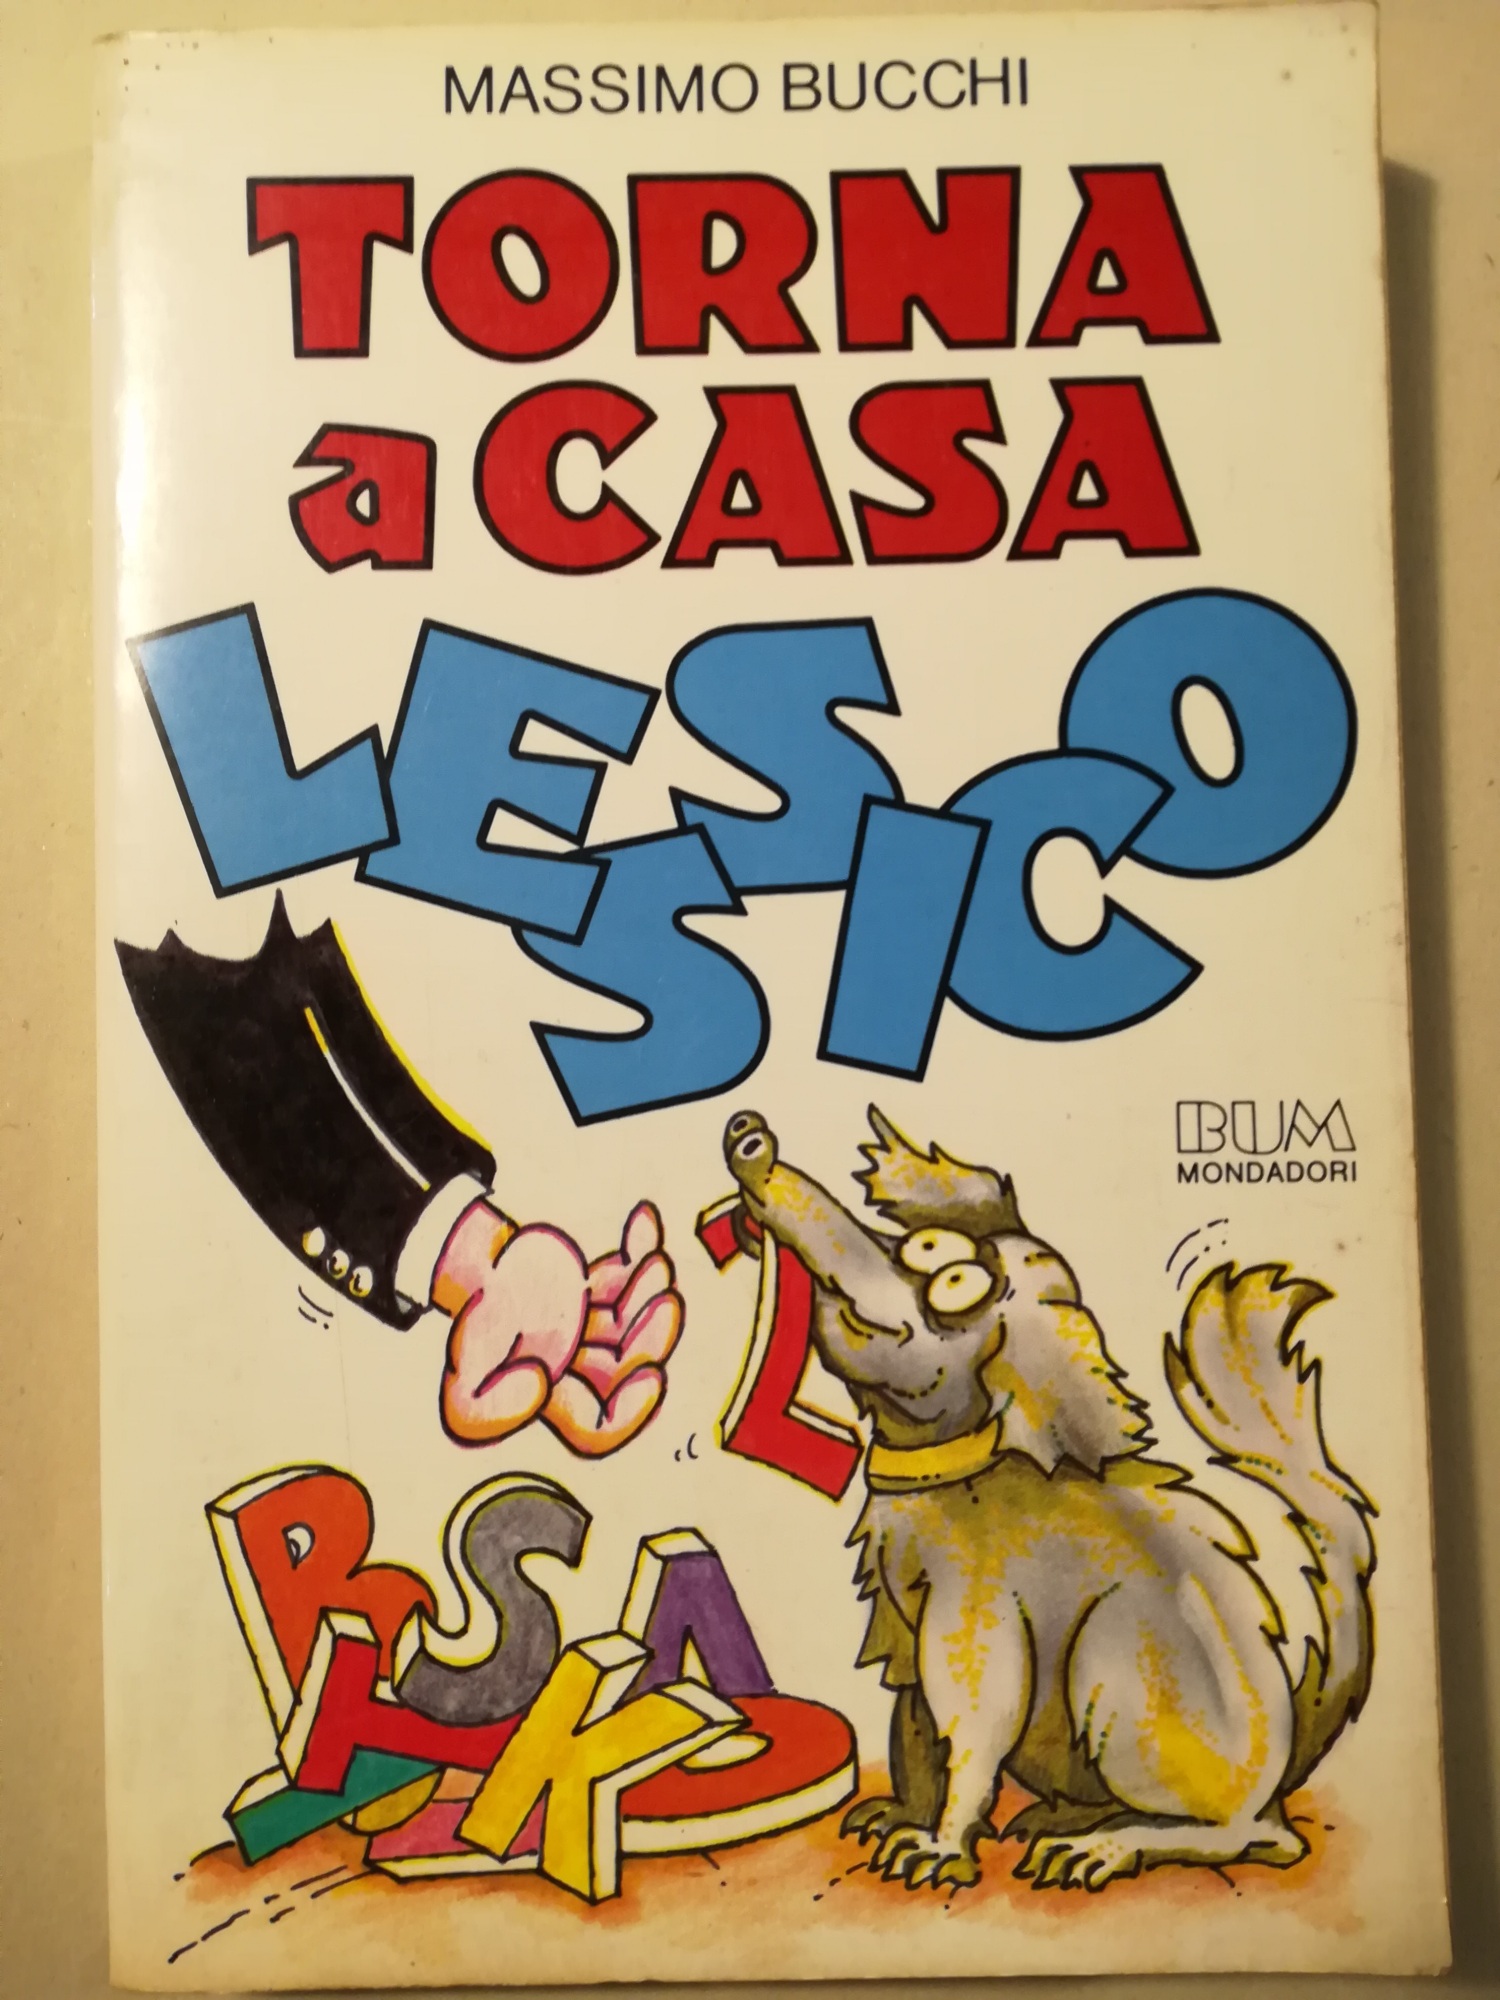 MASSIMO BUCCHI
TORNA
a CASA
LESSICO
BUM
MONDADORI
L
R
S
A
T
K
O